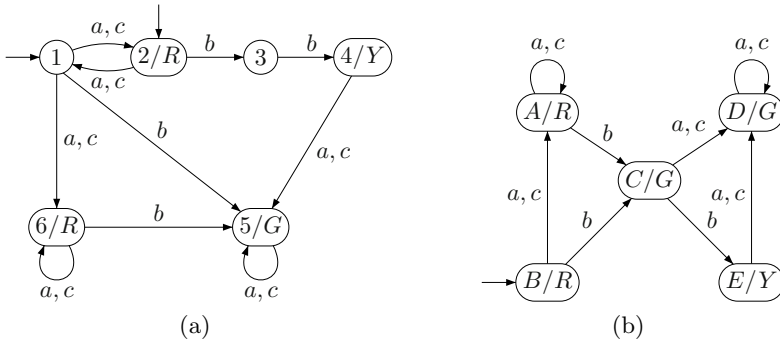 a, c
1
2/R
b
3
b
4/Y
a, c
a, c
b
a, c
6/R
b
5/G
a, c
a, c
(a)
a, c
a, c
A/R
D/G
b
a, c
C/G
a, c
a, c
b
b
B/R
E/Y
(b)